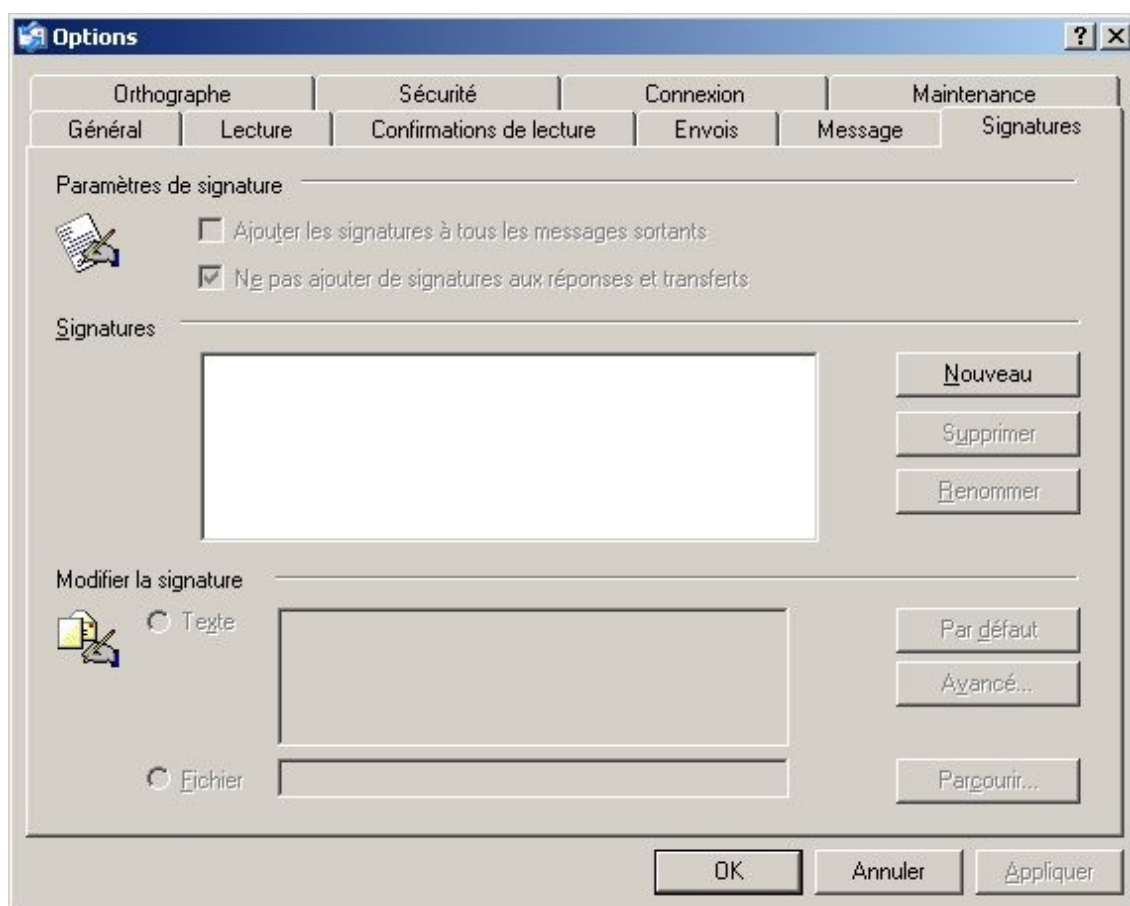 Options
Orthographe Sécurité Connexion Maintenance
Général Lecture Confirmations de lecture Envois Message Signatures
Paramètres de signature
Ajouter les signatures à tous les messages sortants
Ne pas ajouter de signatures aux réponses et transferts
Signatures
Nouveau
Supprimer
Renommer
Modifier la signature
Texte
Par défaut
Avancé...
Fichier
Parcourir...
OK Annuler Appliquer